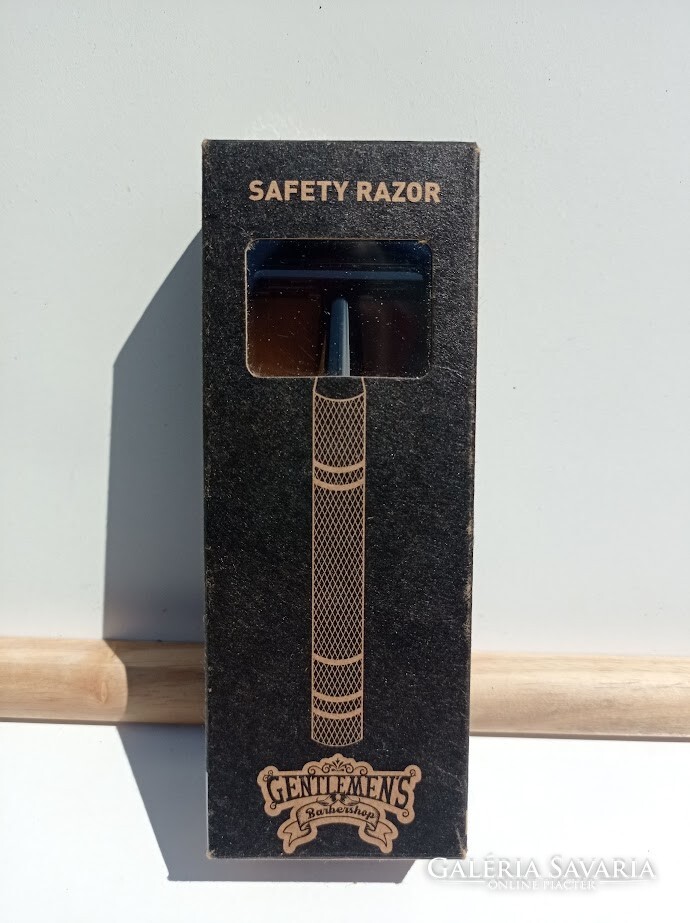 SAFETY RAZOR
GENTLEMEN'S
Barbershop
GALÉRIA SAVARIA
ONLINE PIACTÉR